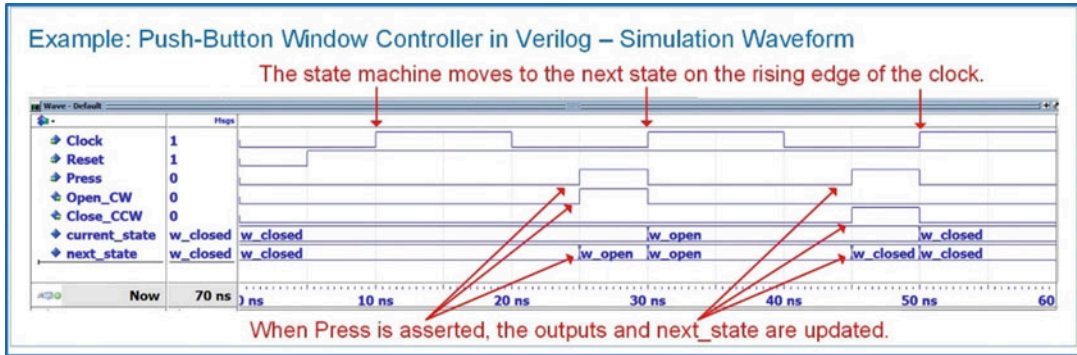 Example: Push-Button Window Controller in Verilog – Simulation Waveform
The state machine moves to the next state on the rising edge of the clock.
Wave - Default
Msgs
Clock 1
Reset 1
Press 0
Open_CW 0
Close_CCW 0
current_state w_closed w_closed w_open w_closed
next_state w_closed w_closed w_open w_open w_closed w_closed
Now 70 ns ns 10 ns 20 ns 30 ns 40 ns 50 ns 60
When Press is asserted, the outputs and next_state are updated.